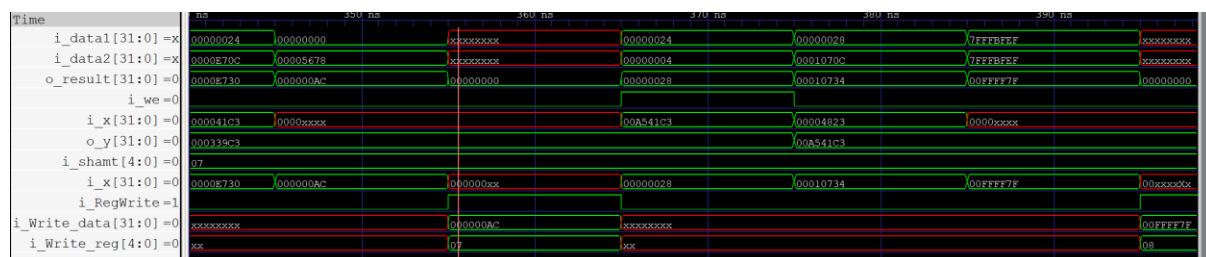 Time ns 350 ns 360 ns 370 ns 380 ns 390 ns
i_data1[31:0] =x 00000024 00000000 xxxxxxxx 00000024 00000028 7FFFBFEF xxxxxxxx
i_data2[31:0] =x 0000E70C 00005678 xxxxxxxx 00000004 0001070C 7FFFBFEF xxxxxxxx
o_result[31:0] =0 0000E730 000000AC 00000000 00000028 00010734 00FFFF7F 00000000
i_we =0
i_x[31:0] =0 000041C3 0000xxxx 00A541C3 00004823 0000xxxx
o_y[31:0] =0 000339C3 00A541C3
i_shamt[4:0] =0 07
i_x[31:0] =0 0000E730 000000AC 000000xx 00000028 00010734 00FFFF7F 00xxxxXx
i_RegWrite =1
i_Write_data[31:0] =0 xxxxxxxx 000000AC xxxxxxxx 00FFFF7F
i_Write_reg[4:0] =0 xx 07 xx 08